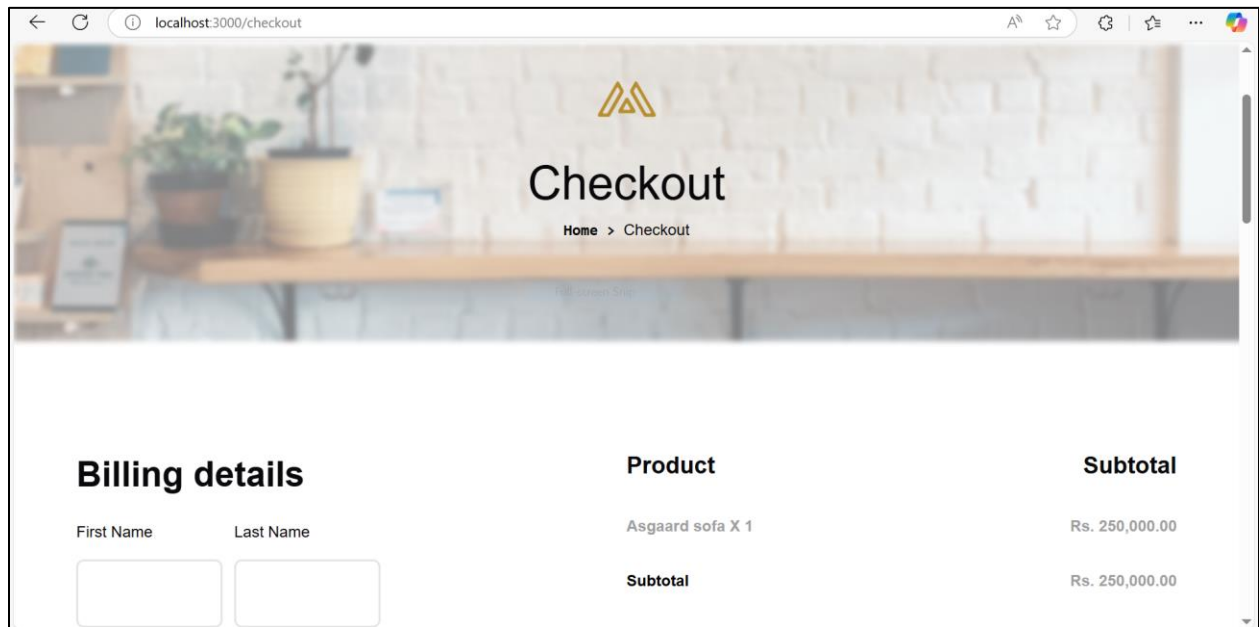 localhost:3000/checkout
Checkout
Home > Checkout
Billing details
First Name Last Name
Product Subtotal
Asgaard sofa X 1 Rs. 250,000.00
Subtotal Rs. 250,000.00